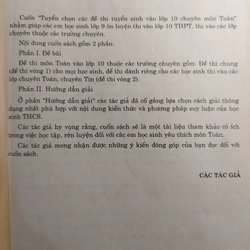 Cuốn "Tuyển chọn các đề thi tuyển sinh vào lớp 10 chuyên môn Toán"
nhằm giúp các em học sinh lớp 9 ôn luyện thi vào lớp 10 THPT, thi vào các lớp
chuyên thuộc các trường chuyên.
Nội dung cuốn sách gồm 2 phần:
Phần I. Đề bài
Đề thi môn Toán vào lớp 10 thuộc các trường chuyên gồm: Đề thi chung
(đề thi vòng 1) cho mọi học sinh, đề thi dành riêng cho các học sinh thi vào các
lớp chuyên Toán, chuyên Tin (đề thi vòng 2).
Phần II. Hướng dẫn giải
Ở phần "Hướng dẫn giải" các tác giả đã cố gắng lựa chọn cách giải thông
dụng nhất phù hợp với nội dung kiến thức và phương pháp suy luận của học
sinh THCS.
Các tác giả hy vọng rằng, cuốn sách sẽ là một tài liệu tham khảo có ích
trong việc học tập, rèn luyện đối với các em học sinh yêu thích môn Toán.
Các tác giả mong nhận được những ý kiến đóng góp của bạn đọc đối với
cuốn sách.
CÁC TÁC GIẢ